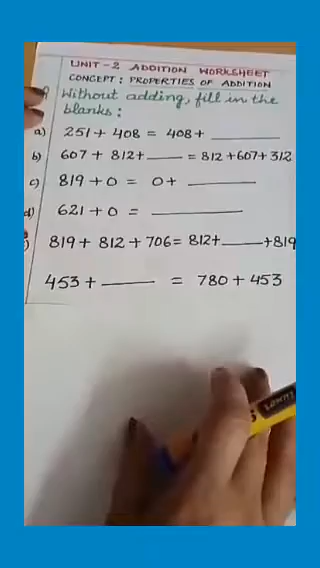 UNIT-2 ADDITION WORKSHEET
CONCEPT: PROPERTIES OF ADDITION
Without adding, fill in the
blanks:
a) 251 + 408 = 408 + ______
b) 607 + 812 + ____ = 812 + 607 + 312
c) 819 + 0 = 0 + ______
d) 621 + 0 = ________
) 819 + 812 + 706 = 812 + ____ + 819
453 + ____ = 780 + 453